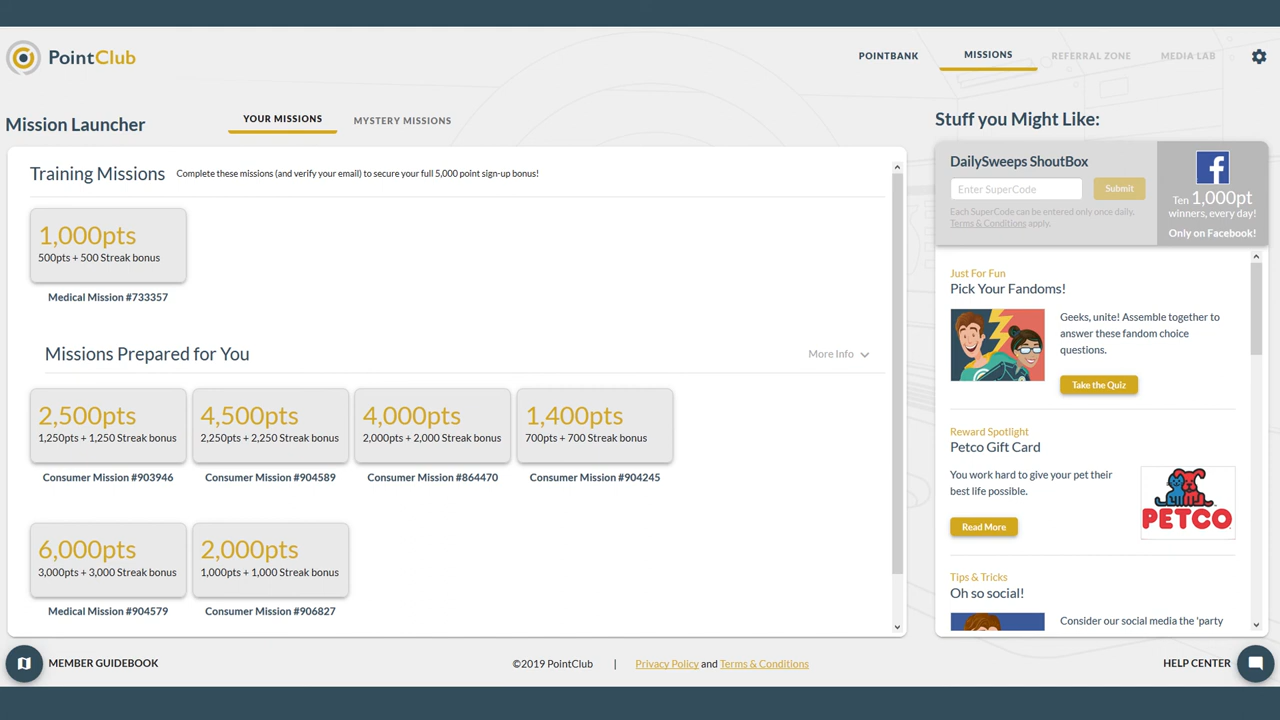 PointClub
POINTBANK
MISSIONS
REFERRAL ZONE
MEDIA LAB
Mission Launcher
YOUR MISSIONS
MYSTERY MISSIONS
Training Missions
Complete these missions (and verify your email) to secure your full 5,000 point sign-up bonus!
1,000pts
500pts + 500 Streak bonus
Medical Mission #733357
Missions Prepared for You
More Info
2,500pts
1,250pts + 1,250 Streak bonus
Consumer Mission #903946
4,500pts
2,250pts + 2,250 Streak bonus
Consumer Mission #904589
4,000pts
2,000pts + 2,000 Streak bonus
Consumer Mission #864470
1,400pts
700pts + 700 Streak bonus
Consumer Mission #904245
6,000pts
3,000pts + 3,000 Streak bonus
Medical Mission #904579
2,000pts
1,000pts + 1,000 Streak bonus
Consumer Mission #906827
Stuff you Might Like:
DailySweeps ShoutBox
Enter SuperCode
Submit
Each SuperCode can be entered only once daily.
Terms & Conditions apply.
f
Ten 1,000pt
winners, every day!
Only on Facebook!
Just For Fun
Pick Your Fandoms!
Geeks, unite! Assemble together to
answer these fandom choice
questions.
Take the Quiz
Reward Spotlight
Petco Gift Card
You work hard to give your pet their
best life possible.
Read More
PETCO
Tips & Tricks
Oh so social!
Consider our social media the 'party
MEMBER GUIDEBOOK
©2019 PointClub | Privacy Policy and Terms & Conditions
HELP CENTER